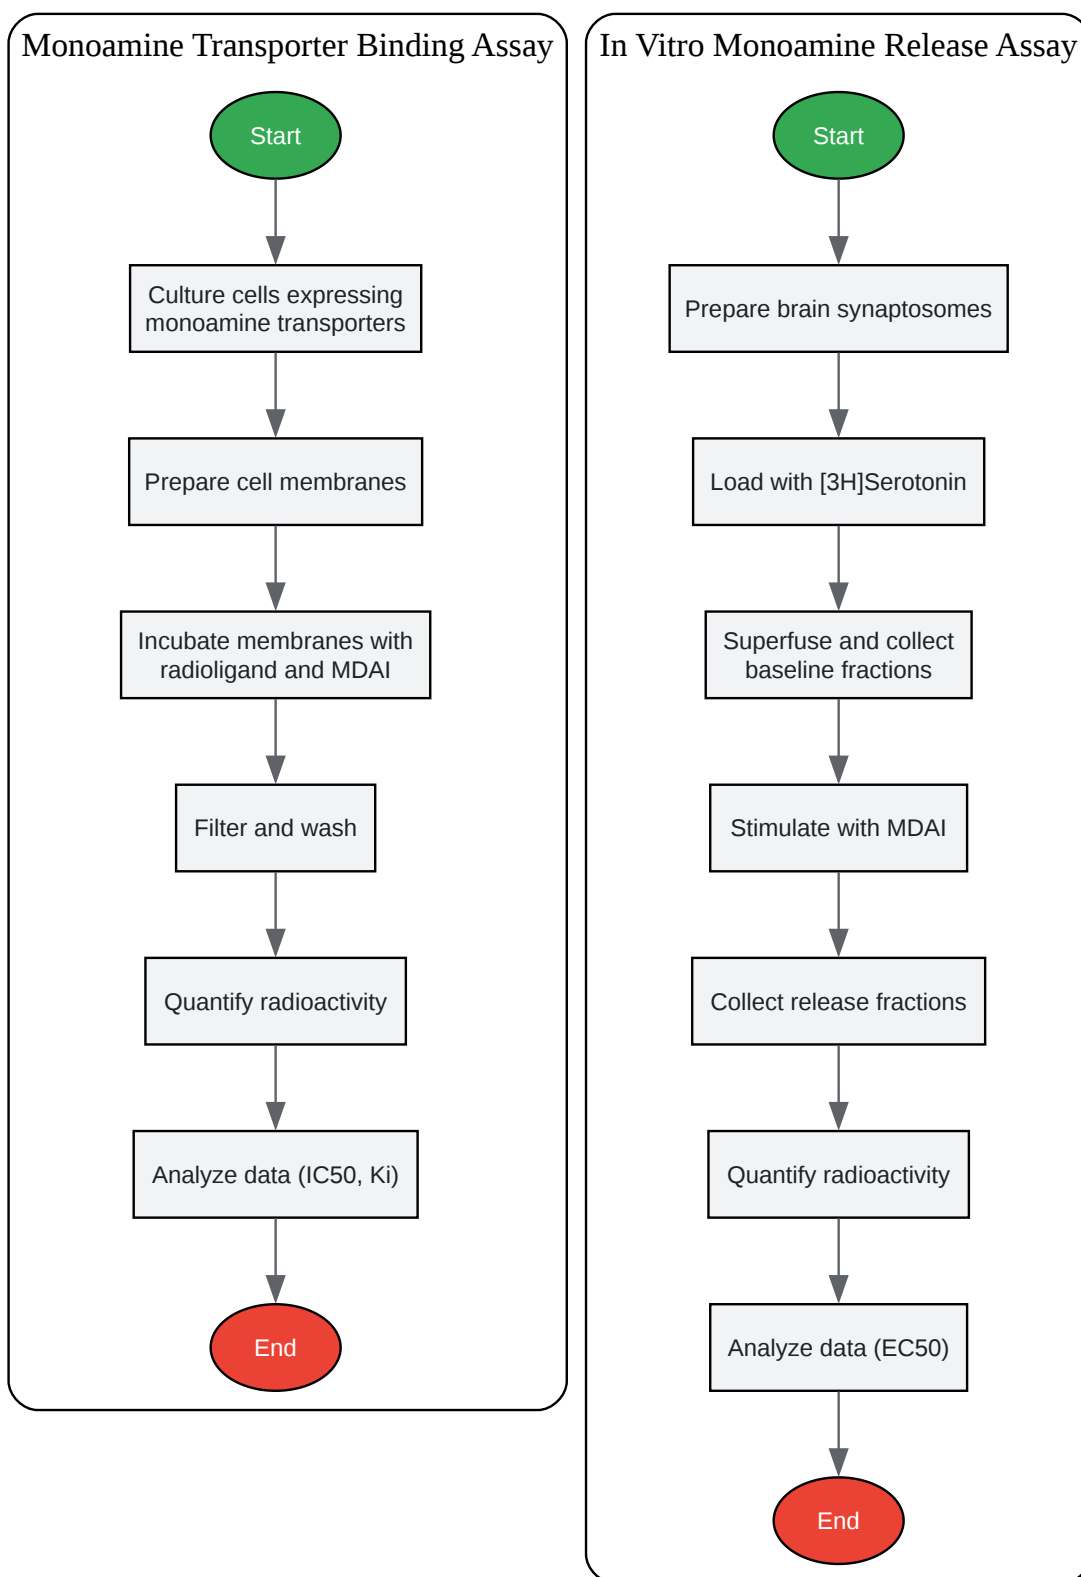 Monoamine Transporter Binding Assay
Start
Culture cells expressing
monoamine transporters
Prepare cell membranes
Incubate membranes with
radioligand and MDAI
Filter and wash
Quantify radioactivity
Analyze data (IC50, Ki)
End
In Vitro Monoamine Release Assay
Start
Prepare brain synaptosomes
Load with [3H]Serotonin
Superfuse and collect
baseline fractions
Stimulate with MDAI
Collect release fractions
Quantify radioactivity
Analyze data (EC50)
End